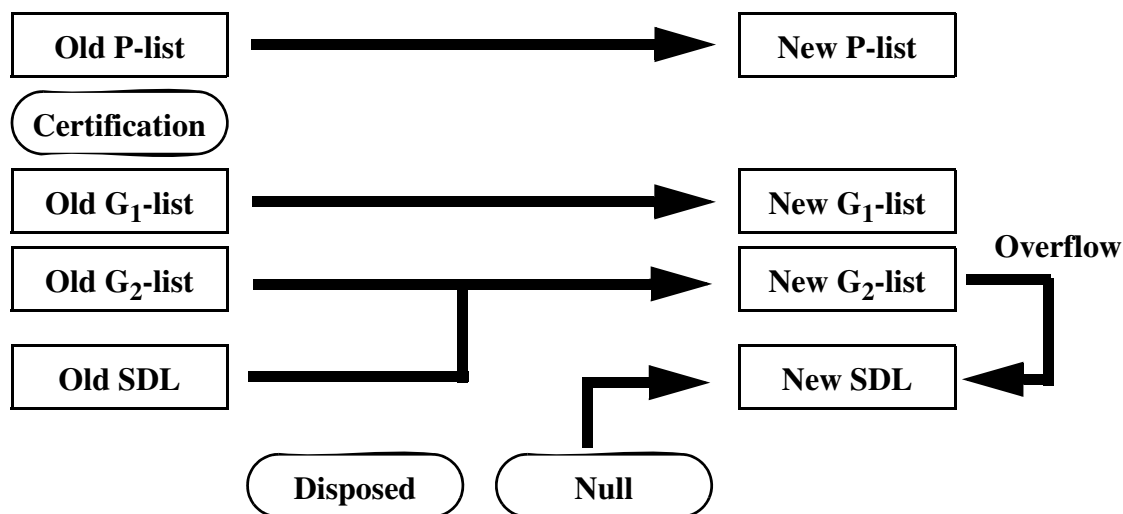 Old P-list
New P-list
Certification
Old G₁-list
New G₁-list
Overflow
Old G₂-list
New G₂-list
Old SDL
New SDL
Disposed
Null